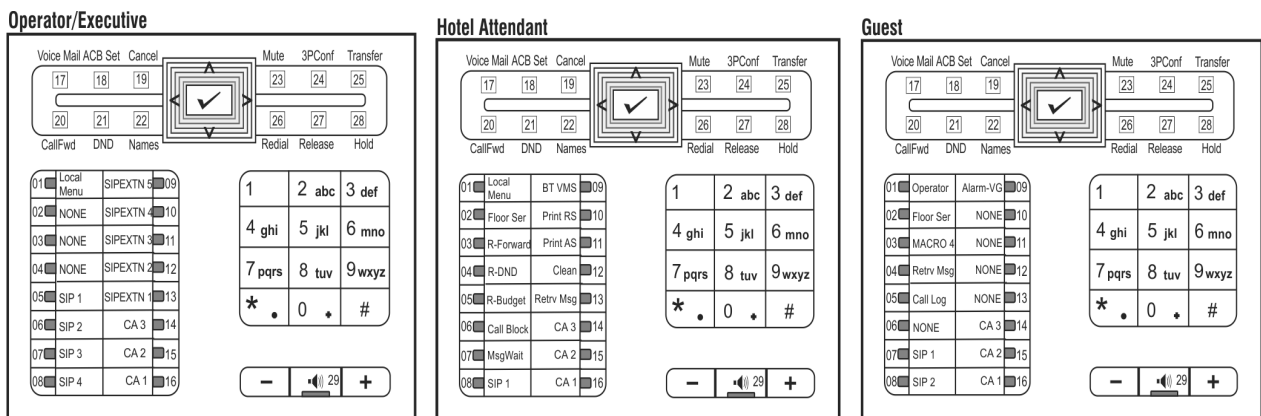 Operator/Executive
Voice Mail ACB Set Cancel Mute 3PConf Transfer
17 18 19 23 24 25
20 21 22 26 27 28
CallFwd DND Names Redial Release Hold
01 Local Menu SIPEXTN 5 09
02 NONE SIPEXTN 4 10
03 NONE SIPEXTN 3 11
04 NONE SIPEXTN 2 12
05 SIP 1 SIPEXTN 1 13
06 SIP 2 CA 3 14
07 SIP 3 CA 2 15
08 SIP 4 CA 1 16
1 2 abc 3 def
4 ghi 5 jkl 6 mno
7 pqrs 8 tuv 9 wxyz
* . 0 #
− 29 +
Hotel Attendant
Voice Mail ACB Set Cancel Mute 3PConf Transfer
17 18 19 23 24 25
20 21 22 26 27 28
CallFwd DND Names Redial Release Hold
01 Local Menu BT VMS 09
02 Floor Ser Print RS 10
03 R-Forward Print AS 11
04 R-DND Clean 12
05 R-Budget Retrv Msg 13
06 Call Block CA 3 14
07 MsgWait CA 2 15
08 SIP 1 CA 1 16
1 2 abc 3 def
4 ghi 5 jkl 6 mno
7 pqrs 8 tuv 9 wxyz
* . 0 #
− 29 +
Guest
Voice Mail ACB Set Cancel Mute 3PConf Transfer
17 18 19 23 24 25
20 21 22 26 27 28
CallFwd DND Names Redial Release Hold
01 Operator Alarm-VG 09
02 Floor Ser NONE 10
03 MACRO 4 NONE 11
04 Retrv Msg NONE 12
05 Call Log NONE 13
06 NONE CA 3 14
07 SIP 1 CA 2 15
08 SIP 2 CA 1 16
1 2 abc 3 def
4 ghi 5 jkl 6 mno
7 pqrs 8 tuv 9 wxyz
* . 0 #
− 29 +